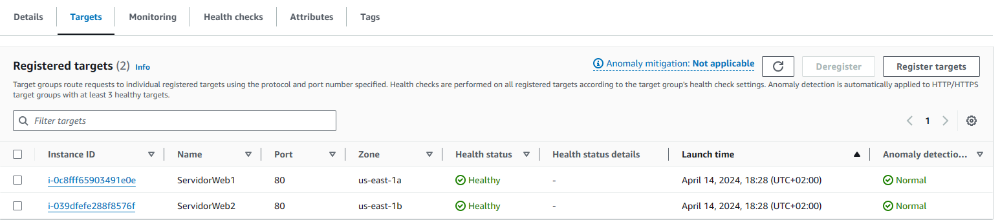 Details Targets Monitoring Health checks Attributes Tags
Registered targets (2) Info
Anomaly mitigation: Not applicable Deregister Register targets
Target groups route requests to individual registered targets using the protocol and port number specified. Health checks are performed on all registered targets according to the target group's health check settings. Anomaly detection is automatically applied to HTTP/HTTPS
target groups with at least 3 healthy targets.
Filter targets 1
Instance ID Name Port Zone Health status Health status details Launch time Anomaly detectio...
i-0c8fff65903491e0e ServidorWeb1 80 us-east-1a Healthy - April 14, 2024, 18:28 (UTC+02:00) Normal
i-039dfefe288f8576f ServidorWeb2 80 us-east-1b Healthy - April 14, 2024, 18:28 (UTC+02:00) Normal